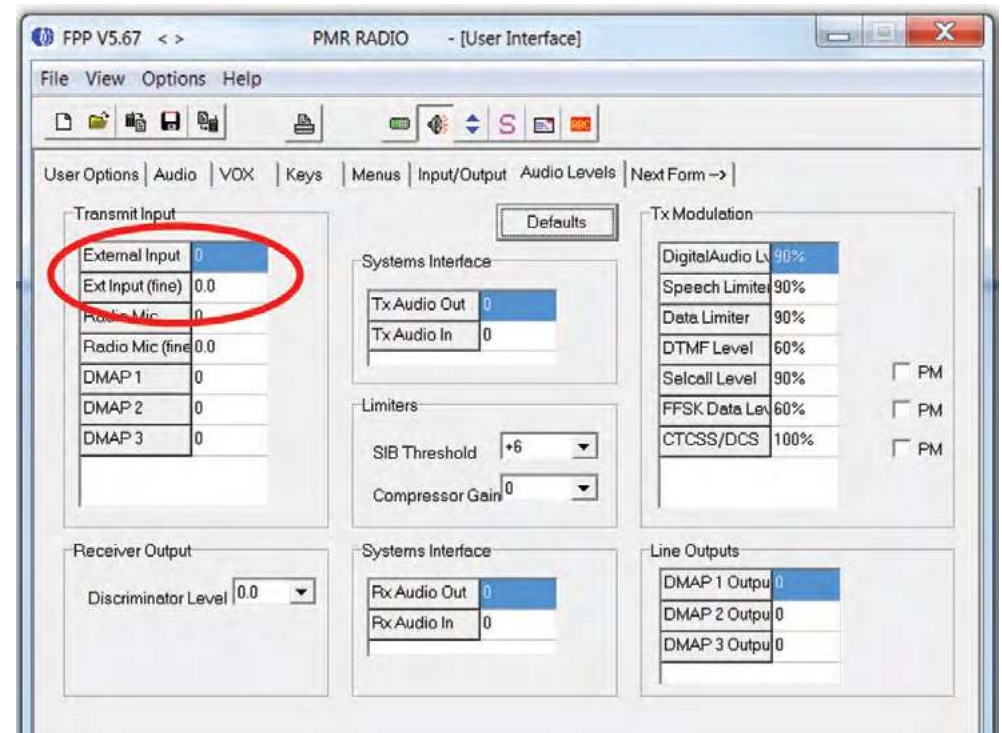 FPP V5.67 < > PMR RADIO - [User Interface]
File View Options Help
S ABC
User Options Audio VOX Keys Menus Input/Output Audio Levels Next Form -->
Transmit Input
External Input 0
Ext Input (fine) 0.0
Radio Mic 0
Radio Mic (fine 0.0
DMAP 1 0
DMAP 2 0
DMAP 3 0
Defaults
Systems Interface
Tx Audio Out 0
Tx Audio In 0
Limiters
SIB Threshold +6
Compressor Gain 0
Tx Modulation
DigitalAudio Lv 90%
Speech Limiter 90%
Data Limiter 90%
DTMF Level 60%
Selcall Level 90%
FFSK Data Lev 60%
CTCSS/DCS 100%
PM
PM
PM
Receiver Output
Discriminator Level 0.0
Systems Interface
Rx Audio Out 0
Rx Audio In 0
Line Outputs
DMAP 1 Outpu 0
DMAP 2 Outpu 0
DMAP 3 Outpu 0